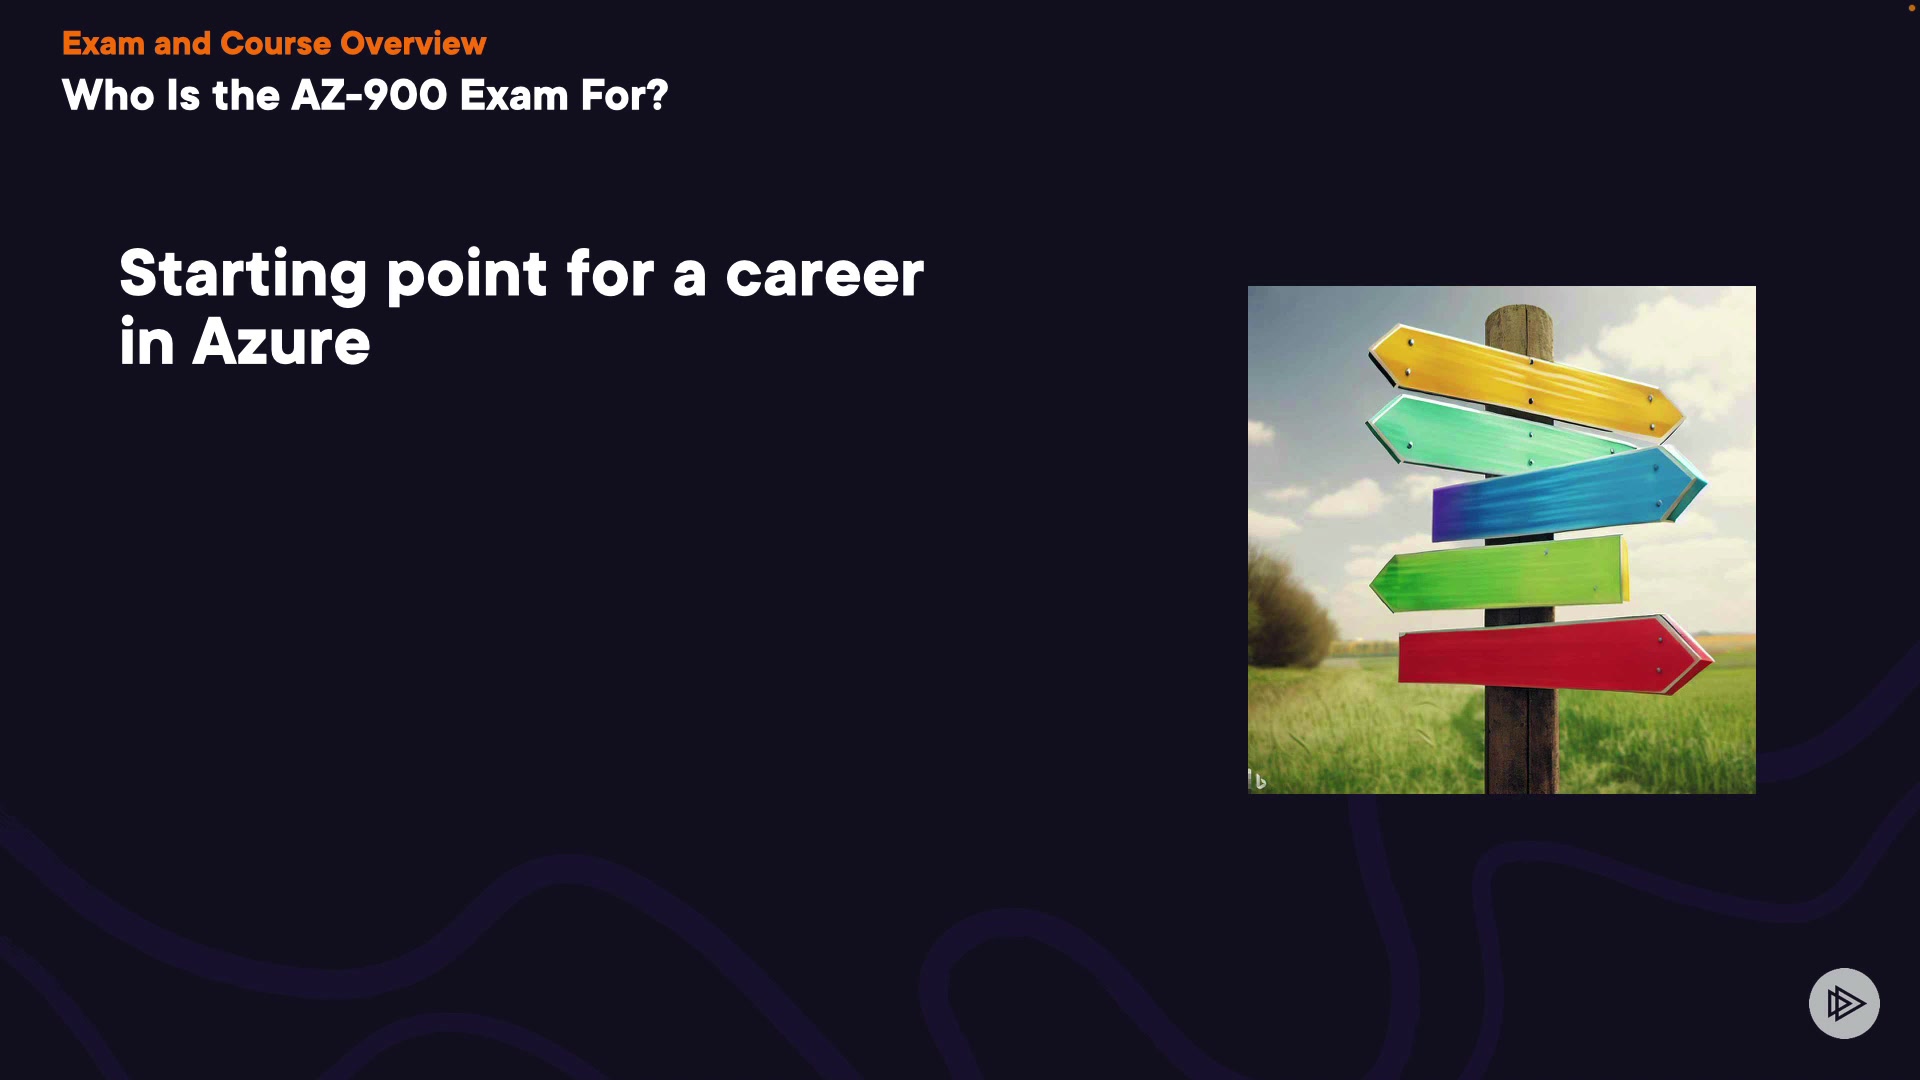 Exam and Course Overview
Who Is the AZ-900 Exam For?
Starting point for a career
in Azure